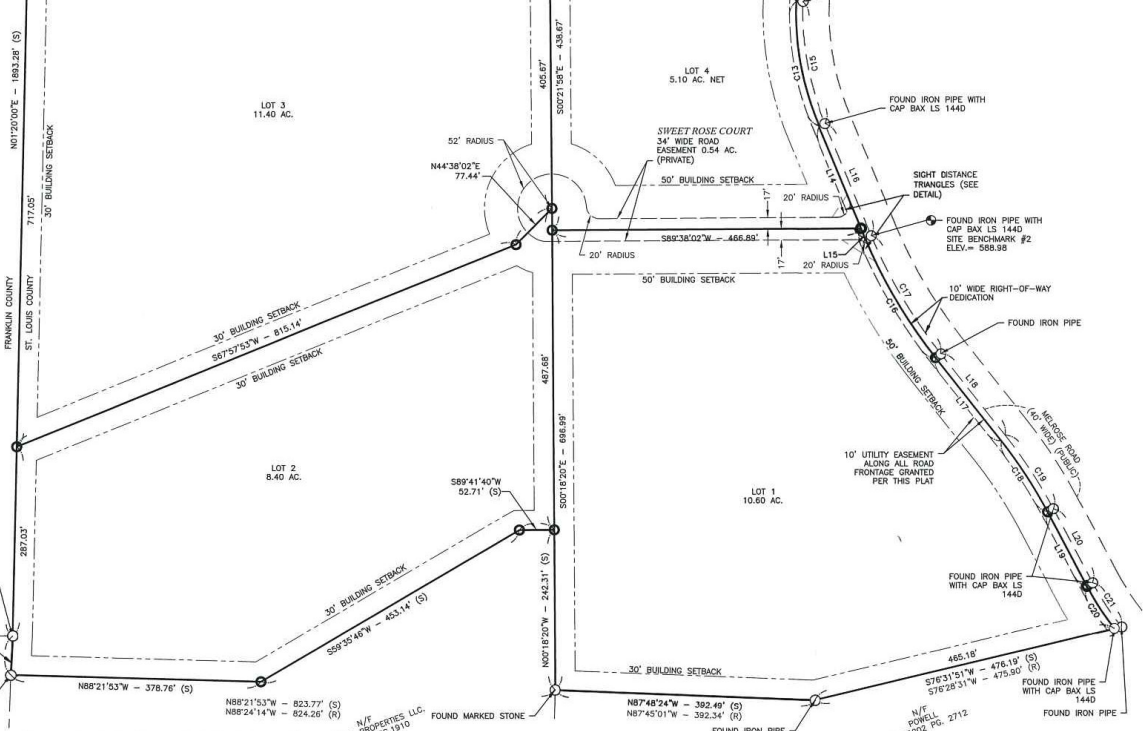 N01°20'00"E - 1893.28' (S)
30' BUILDING SETBACK
717.05'
FRANKLIN COUNTY
ST. LOUIS COUNTY
287.03'
LOT 3
11.40 AC.
405.67'
S00°21'58"E - 438.67'
52' RADIUS
N44°38'02"E
77.44'
LOT 4
5.10 AC. NET
SWEET ROSE COURT
34' WIDE ROAD
EASEMENT 0.54 AC.
(PRIVATE)
50' BUILDING SETBACK
17'
20' RADIUS
S89°38'02"W - 466.89'
20' RADIUS
17'
L15
20' RADIUS
50' BUILDING SETBACK
C13
C15
FOUND IRON PIPE WITH
CAP BAX LS 144D
L14
L16
SIGHT DISTANCE
TRIANGLES (SEE
DETAIL)
FOUND IRON PIPE WITH
CAP BAX LS 144D
SITE BENCHMARK #2
ELEV.= 588.98
C17
C16
10' WIDE RIGHT-OF-WAY
DEDICATION
FOUND IRON PIPE
50' BUILDING SETBACK
L18
L17
MELROSE ROAD
(40' WIDE) (PUBLIC)
30' BUILDING SETBACK
S67°57'53"W - 815.14'
30' BUILDING SETBACK
487.68'
S00°18'20"E - 696.99'
10' UTILITY EASEMENT
ALONG ALL ROAD
FRONTAGE GRANTED
PER THIS PLAT
C19
C18
LOT 2
8.40 AC.
S89°41'40"W
52.71' (S)
LOT 1
10.60 AC.
L20
L19
FOUND IRON PIPE
WITH CAP BAX LS
144D
C21
C20
30' BUILDING SETBACK
S59°35'46"W - 453.14' (S)
N00°18'20"W - 242.31' (S)
30' BUILDING SETBACK
465.18'
S76°31'51"W - 476.19' (S)
S76°28'31"W - 475.90' (R)
N88°21'53"W - 378.76' (S)
N88°21'53"W - 823.77' (S)
N88°24'14"W - 824.26' (R)
N/F
PROPERTIES LLC.
1910
FOUND MARKED STONE
N87°48'24"W - 392.49' (S)
N87°45'01"W - 392.34' (R)
FOUND IRON PIPE
N/F
POWELL
PG. 2712
FOUND IRON PIPE
WITH CAP BAX LS
144D
FOUND IRON PIPE